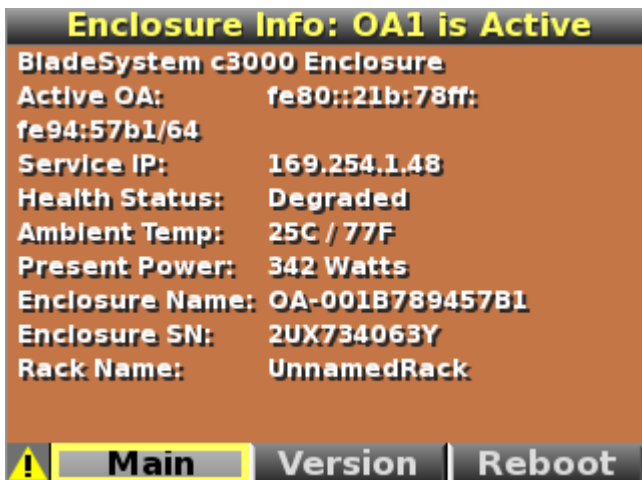 Enclosure Info: OA1 is Active
BladeSystem c3000 Enclosure
Active OA: fe80::21b:78ff:
fe94:57b1/64
Service IP: 169.254.1.48
Health Status: Degraded
Ambient Temp: 25C / 77F
Present Power: 342 Watts
Enclosure Name: OA-001B789457B1
Enclosure SN: 2UX734063Y
Rack Name: UnnamedRack
! Main Version Reboot